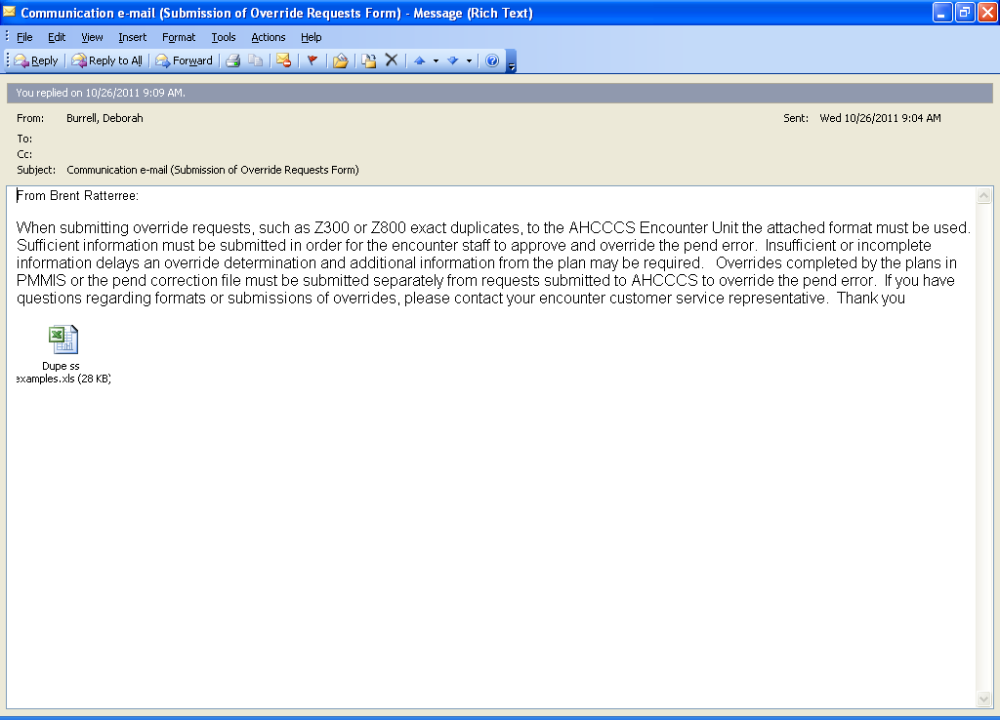 Communication e-mail (Submission of Override Requests Form) - Message (Rich Text)
File Edit View Insert Format Tools Actions Help
Reply Reply to All Forward
You replied on 10/26/2011 9:09 AM.
From: Burrell, Deborah Sent: Wed 10/26/2011 9:04 AM
To:
Cc:
Subject: Communication e-mail (Submission of Override Requests Form)
From Brent Ratterree:
When submitting override requests, such as Z300 or Z800 exact duplicates, to the AHCCCS Encounter Unit the attached format must be used.
Sufficient information must be submitted in order for the encounter staff to approve and override the pend error. Insufficient or incomplete
information delays an override determination and additional information from the plan may be required. Overrides completed by the plans in
PMMIS or the pend correction file must be submitted separately from requests submitted to AHCCCS to override the pend error. If you have
questions regarding formats or submissions of overrides, please contact your encounter customer service representative. Thank you
Dupe ss
examples.xls (28 KB)